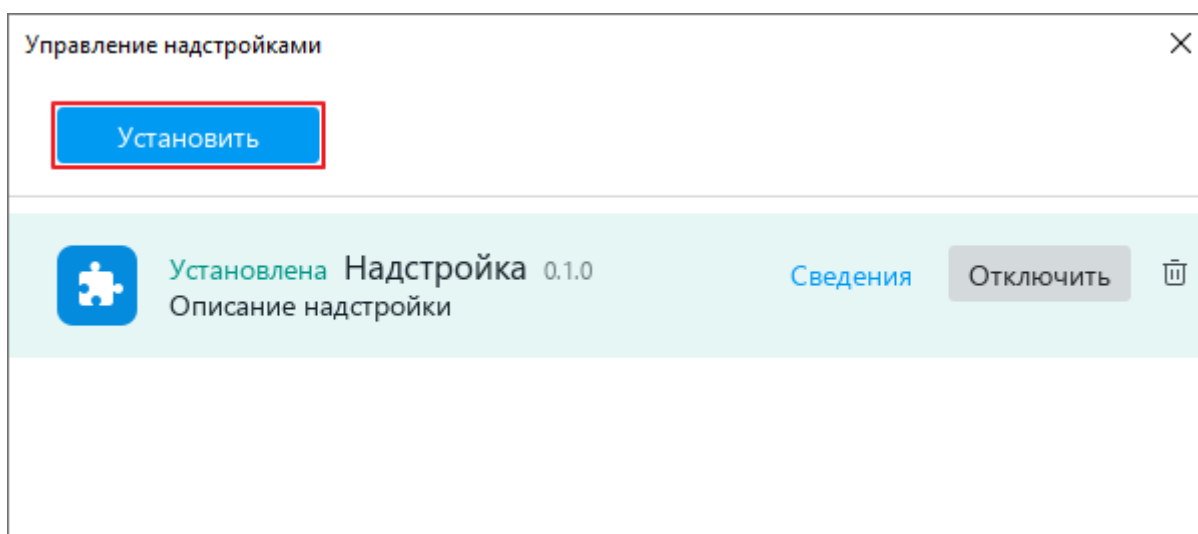 Управление надстройками
Установить
Установлена Надстройка 0.1.0 Сведения Отключить
Описание надстройки